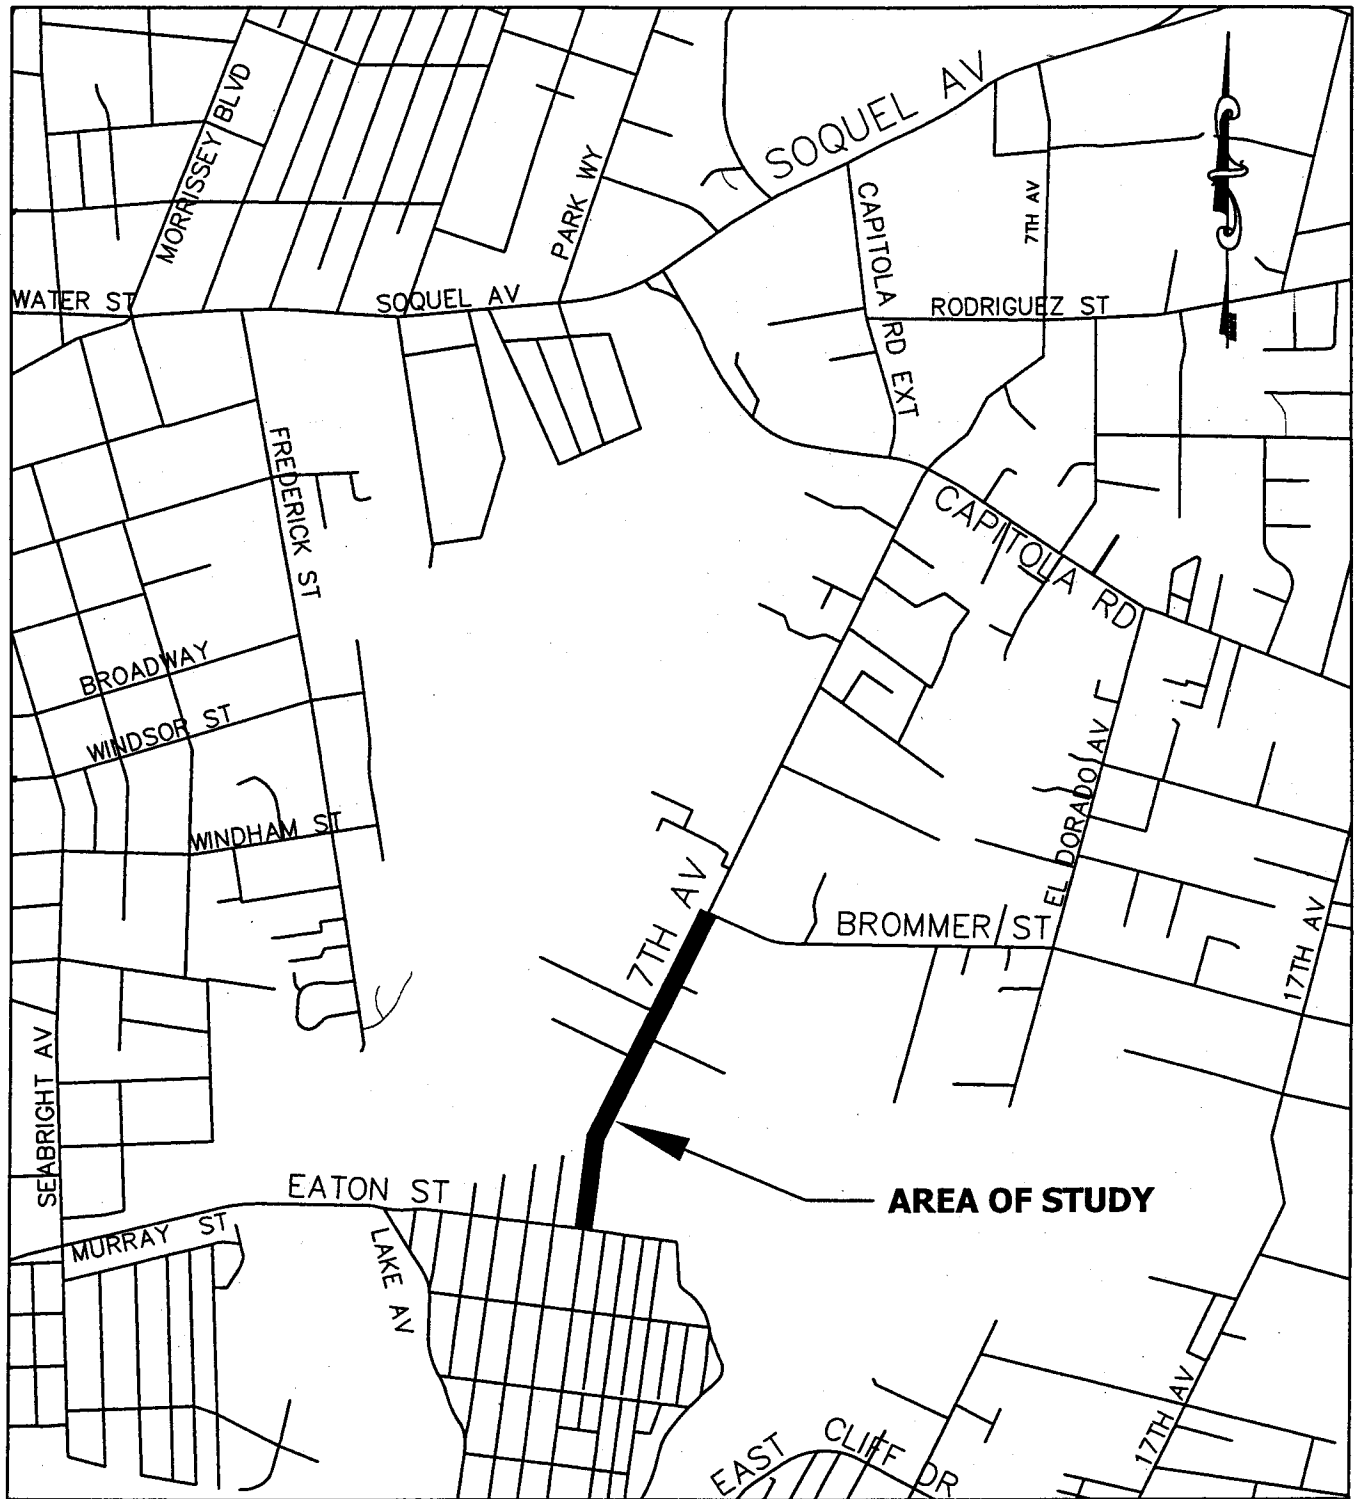 SOQUEL AV
MORRISSEY BLVD
PARK WY
CAPITOLA RD EXT
7TH AV
WATER ST
SOQUEL AV
RODRIGUEZ ST
FREDERICK ST
CAPITOLA RD
BROADWAY
WINDSOR ST
WINDHAM ST
EL DORADO AV
7TH AV
BROMMER ST
17TH AV
SEABRIGHT AV
EATON ST
AREA OF STUDY
MURRAY ST
LAKE AV
17TH AV
EAST CLIFF DR